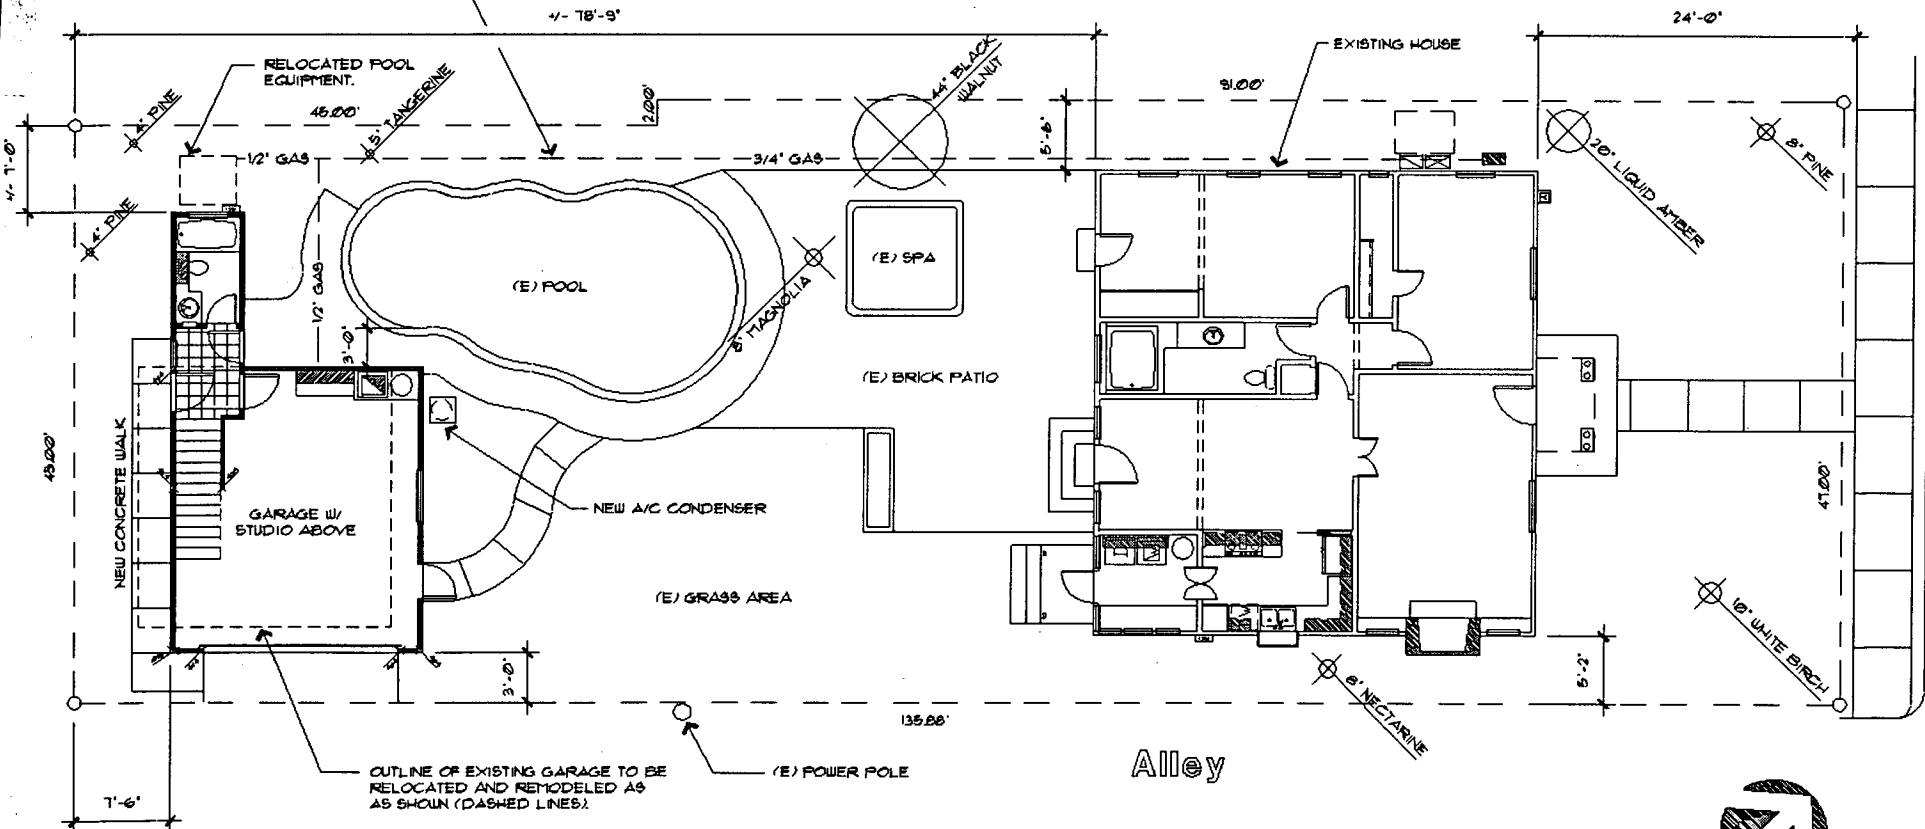 +/- 78'-9"
24'-0"
EXISTING HOUSE
RELOCATED POOL
EQUIPMENT.
44" BLACK
WALNUT
5" TANGERINE
4" PINE
45.00'
2.00'
91.00'
5'-6"
+/- 7'-0"
1/2" GAS
3/4" GAS
20" LIQUID AMBER
8" PINE
4" PINE
(E) SPA
(E) POOL
1/2" GAS
8" MAGNOLIA
3'-0"
(E) BRICK PATIO
NEW CONCRETE WALK
45.00'
47.00'
GARAGE W/
STUDIO ABOVE
NEW A/C CONDENSER
D
W
(E) GRASS AREA
10" WHITE BIRCH
3'-0"
5'-2"
8" NECTARINE
135.88'
Alley
OUTLINE OF EXISTING GARAGE TO BE
RELOCATED AND REMODELED AS
AS SHOWN (DASHED LINES).
(E) POWER POLE
7'-6"